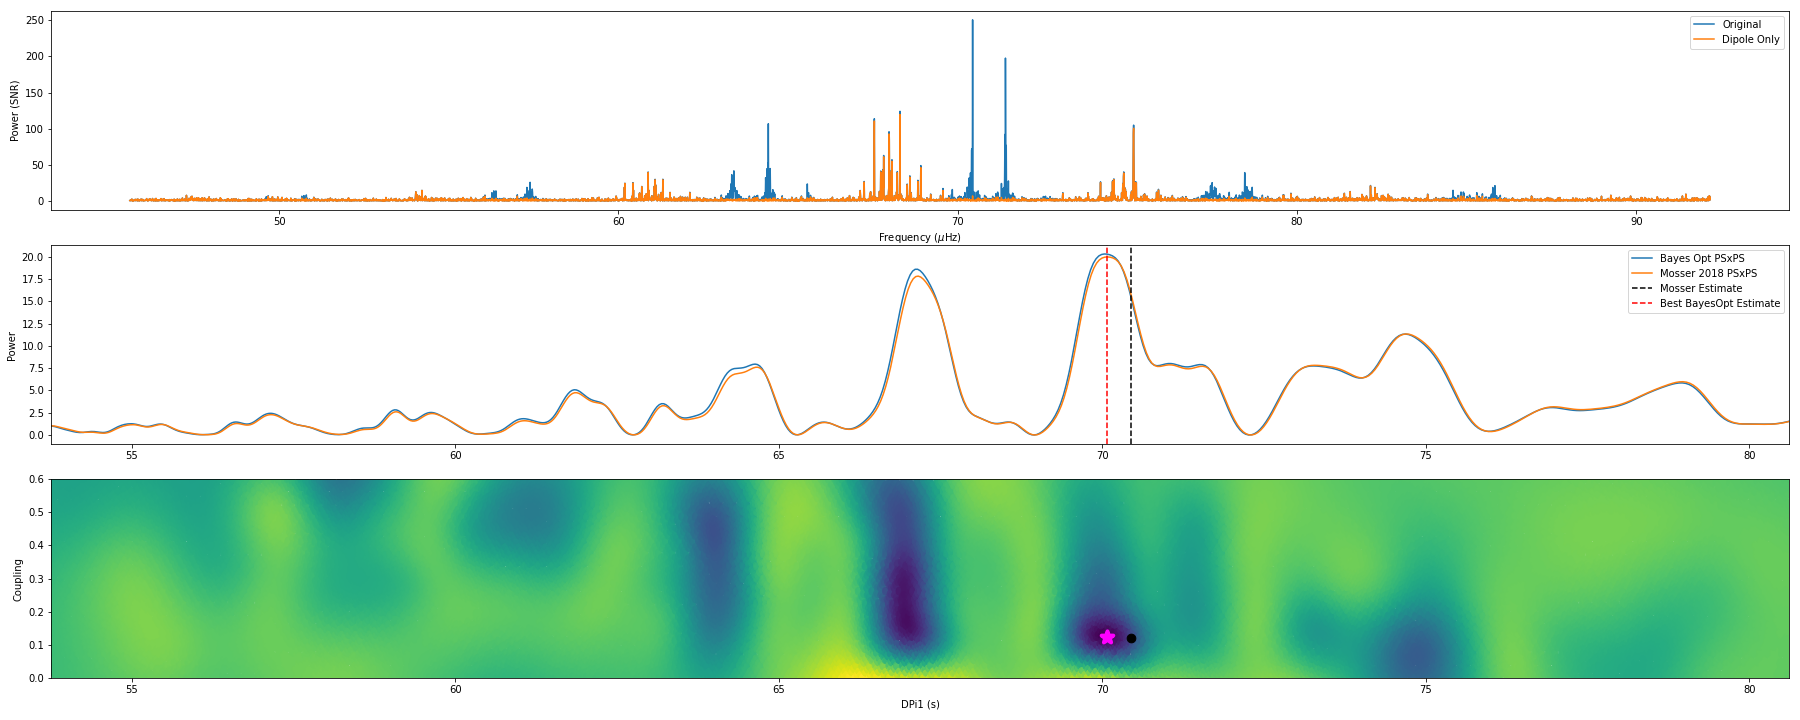 250
200
150
100
50
0
Power (SNR)
Original
Dipole Only
50 60 70 80 90
Frequency (μHz)
20.0
17.5
15.0
12.5
10.0
7.5
5.0
2.5
0.0
Power
Bayes Opt PSxPS
Mosser 2018 PSxPS
Mosser Estimate
Best BayesOpt Estimate
55 60 65 70 75 80
0.6
0.5
0.4
0.3
0.2
0.1
0.0
Coupling
55 60 65 70 75 80
DPi1 (s)